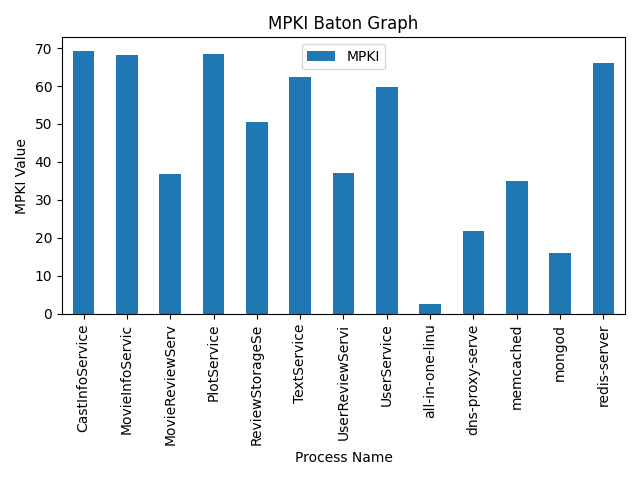 MPKI Baton Graph
MPKI
MPKI Value
70
60
50
40
30
20
10
0
CastInfoService
MovieInfoServic
MovieReviewServ
PlotService
ReviewStorageSe
TextService
UserReviewServi
UserService
all-in-one-linu
dns-proxy-serve
memcached
mongod
redis-server
Process Name